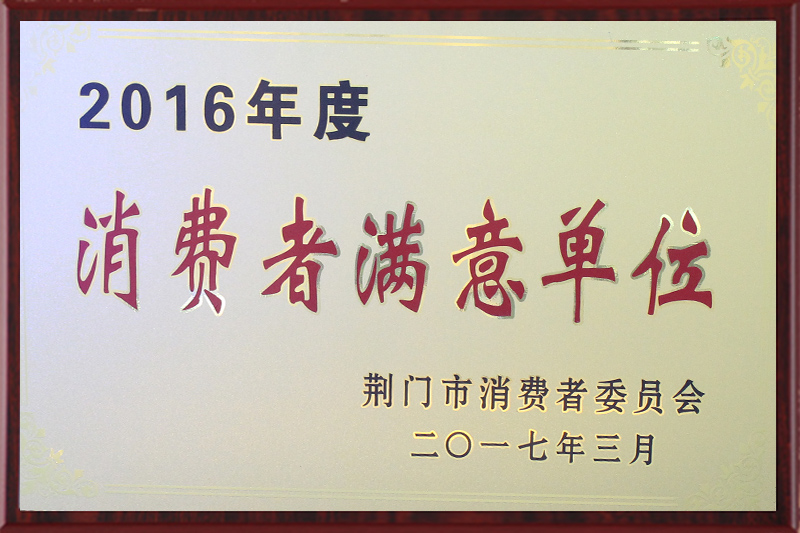 2016年度
消费者满意单位
荆门市消费者委员会
二〇一七年三月